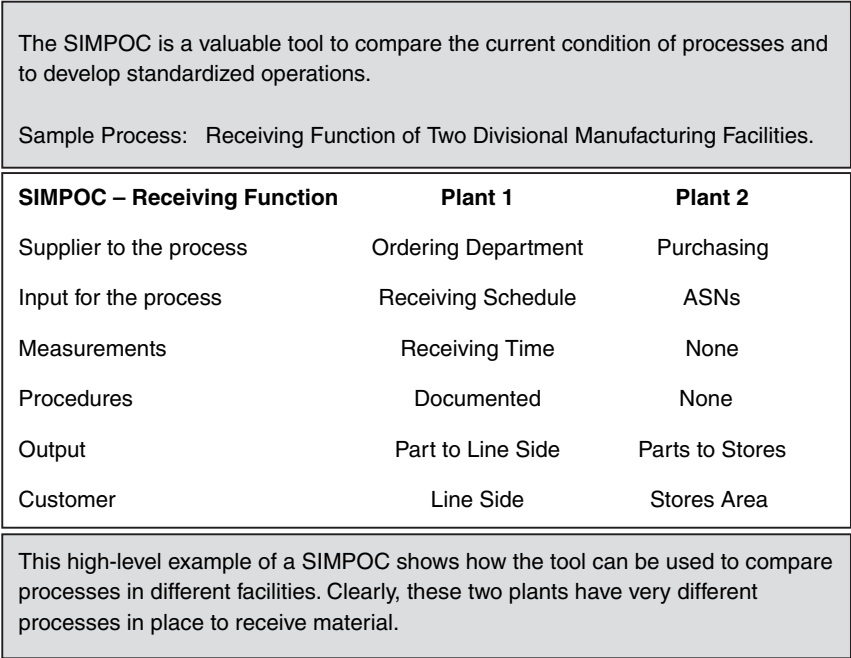 The SIMPOC is a valuable tool to compare the current condition of processes and
to develop standardized operations.
Sample Process: Receiving Function of Two Divisional Manufacturing Facilities.
SIMPOC – Receiving Function Plant 1 Plant 2
Supplier to the process Ordering Department Purchasing
Input for the process Receiving Schedule ASNs
Measurements Receiving Time None
Procedures Documented None
Output Part to Line Side Parts to Stores
Customer Line Side Stores Area
This high-level example of a SIMPOC shows how the tool can be used to compare
processes in different facilities. Clearly, these two plants have very different
processes in place to receive material.